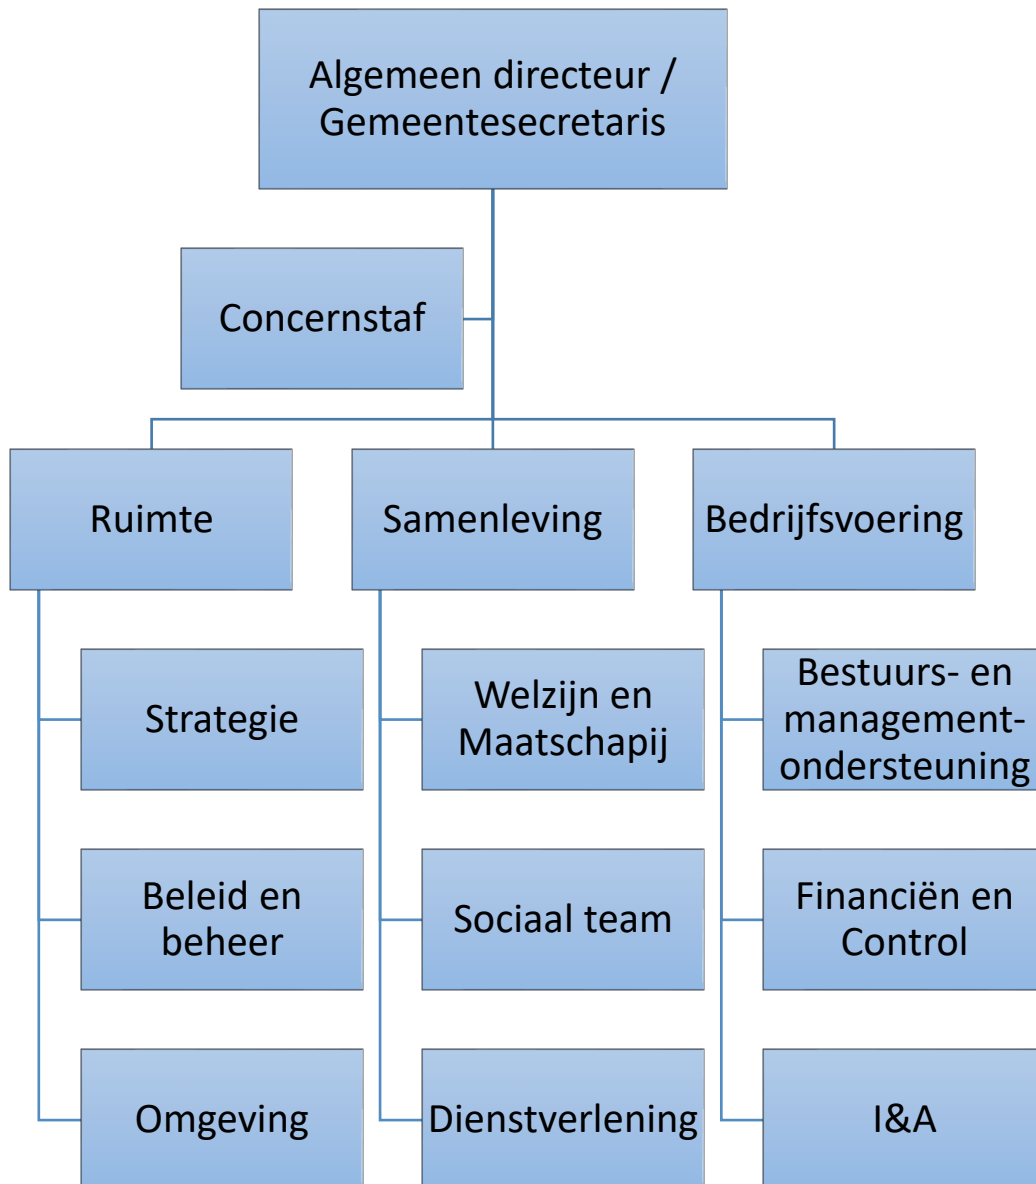 Algemeen directeur /
Gemeentesecretaris
Concernstaf
Ruimte
Samenleving
Bedrijfsvoering
Strategie
Welzijn en
Maatschapij
Bestuurs- en
management-
ondersteuning
Beleid en
beheer
Sociaal team
Financiën en
Control
Omgeving
Dienstverlening
I&A